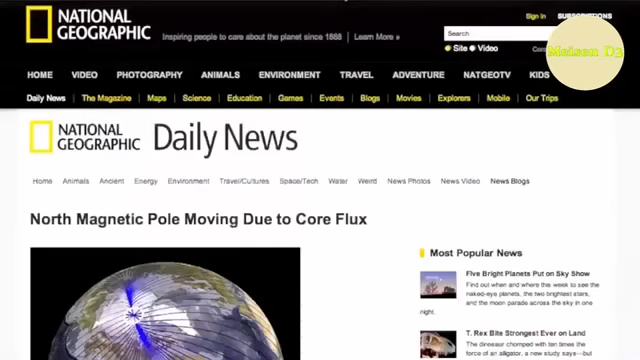 NATIONAL
GEOGRAPHIC
Inspiring people to care about the planet since 1888 | Learn More »
Sign In
SUBSCRIPTIONS
Search
Site Video
Meisen_D3
HOME VIDEO PHOTOGRAPHY ANIMALS ENVIRONMENT TRAVEL ADVENTURE NATGEOTV KIDS
Daily News | The Magazine | Maps | Science | Education | Games | Events | Blogs | Movies | Explorers | Mobile | Our Trips
NATIONAL
GEOGRAPHIC
Daily News
Home Animals Ancient Energy Environment Travel/Cultures Space/Tech Water Weird News Photos News Video News Blogs
North Magnetic Pole Moving Due to Core Flux
Most Popular News
Five Bright Planets Put on Sky Show
Find out when and where this week to see the
naked-eye planets, the two brightest stars,
and the moon parade across the sky in one
night.
T. Rex Bite Strongest Ever on Land
The dinosaur chomped with ten times the
force of an alligator, a new study says—but